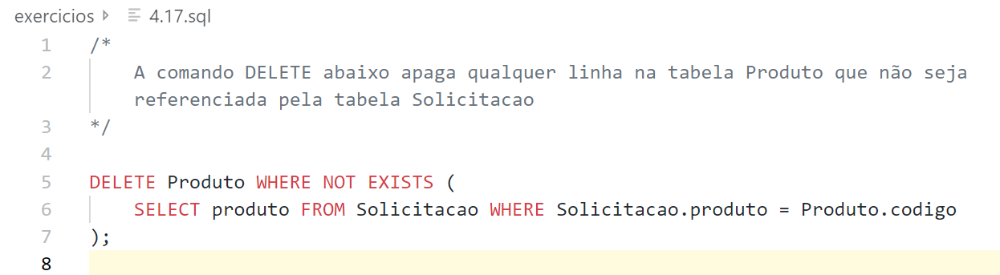 exercicios 4.17.sql
1 /*
2 A comando DELETE abaixo apaga qualquer linha na tabela Produto que não seja
referenciada pela tabela Solicitacao
3 */
4
5 DELETE Produto WHERE NOT EXISTS (
6 SELECT produto FROM Solicitacao WHERE Solicitacao.produto = Produto.codigo
7 );
8